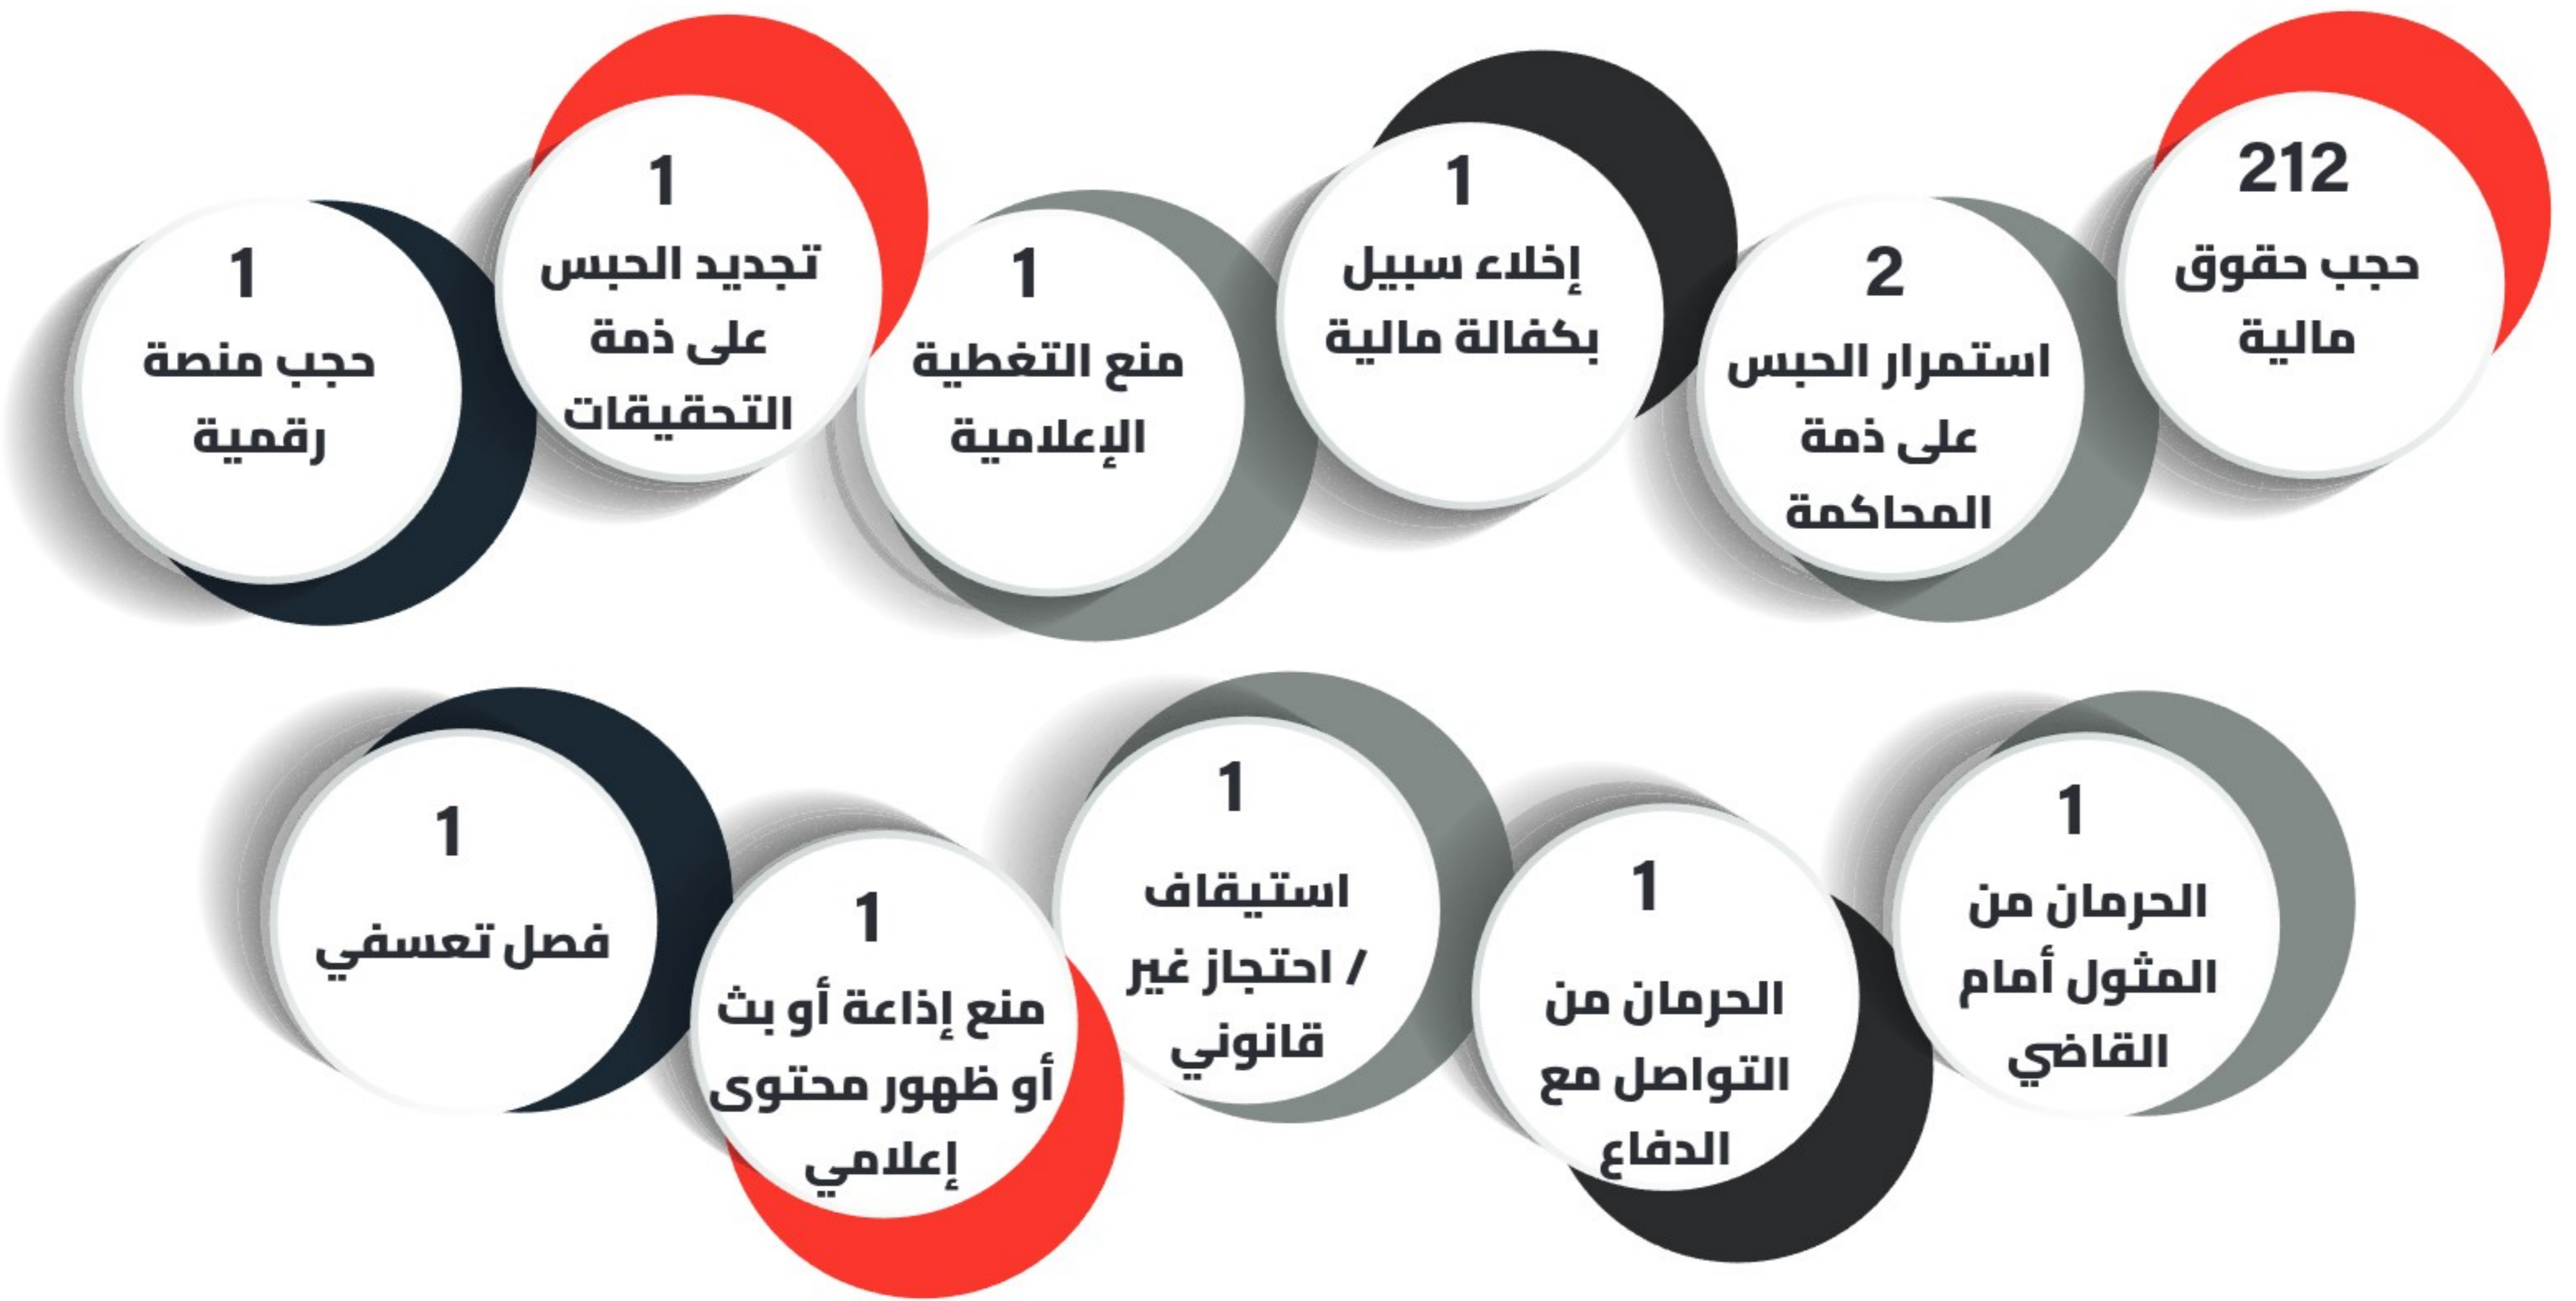 212
حجب حقوق
مالية
2
استمرار الحبس
على ذمة
المحاكمة
1
إخلاء سبيل
بكفالة مالية
1
منع التغطية
الإعلامية
1
تجديد الحبس
على ذمة
التحقيقات
1
حجب منصة
رقمية
1
الحرمان من
المثول أمام
القاضي
1
الحرمان من
التواصل مع
الدفاع
1
استيقاف
/ احتجاز غير
قانوني
1
منع إذاعة أو بث
أو ظهور محتوى
إعلامي
1
فصل تعسفي